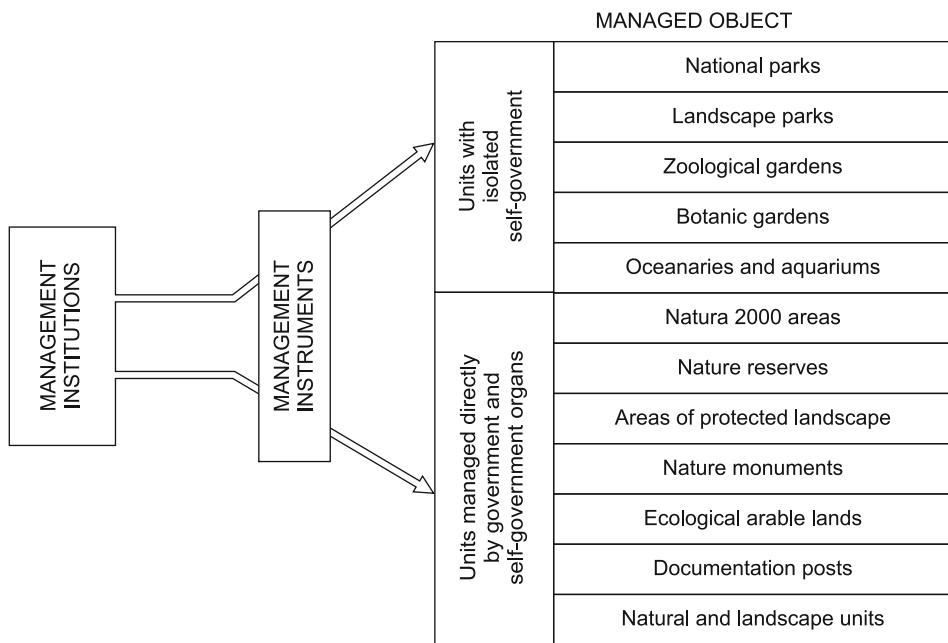 MANAGED OBJECT
MANAGEMENT
INSTITUTIONS
MANAGEMENT
INSTRUMENTS
Units with
isolated
self-government
National parks
Landscape parks
Zoological gardens
Botanic gardens
Oceanaries and aquariums
Units managed directly
by government and
self-government organs
Natura 2000 areas
Nature reserves
Areas of protected landscape
Nature monuments
Ecological arable lands
Documentation posts
Natural and landscape units